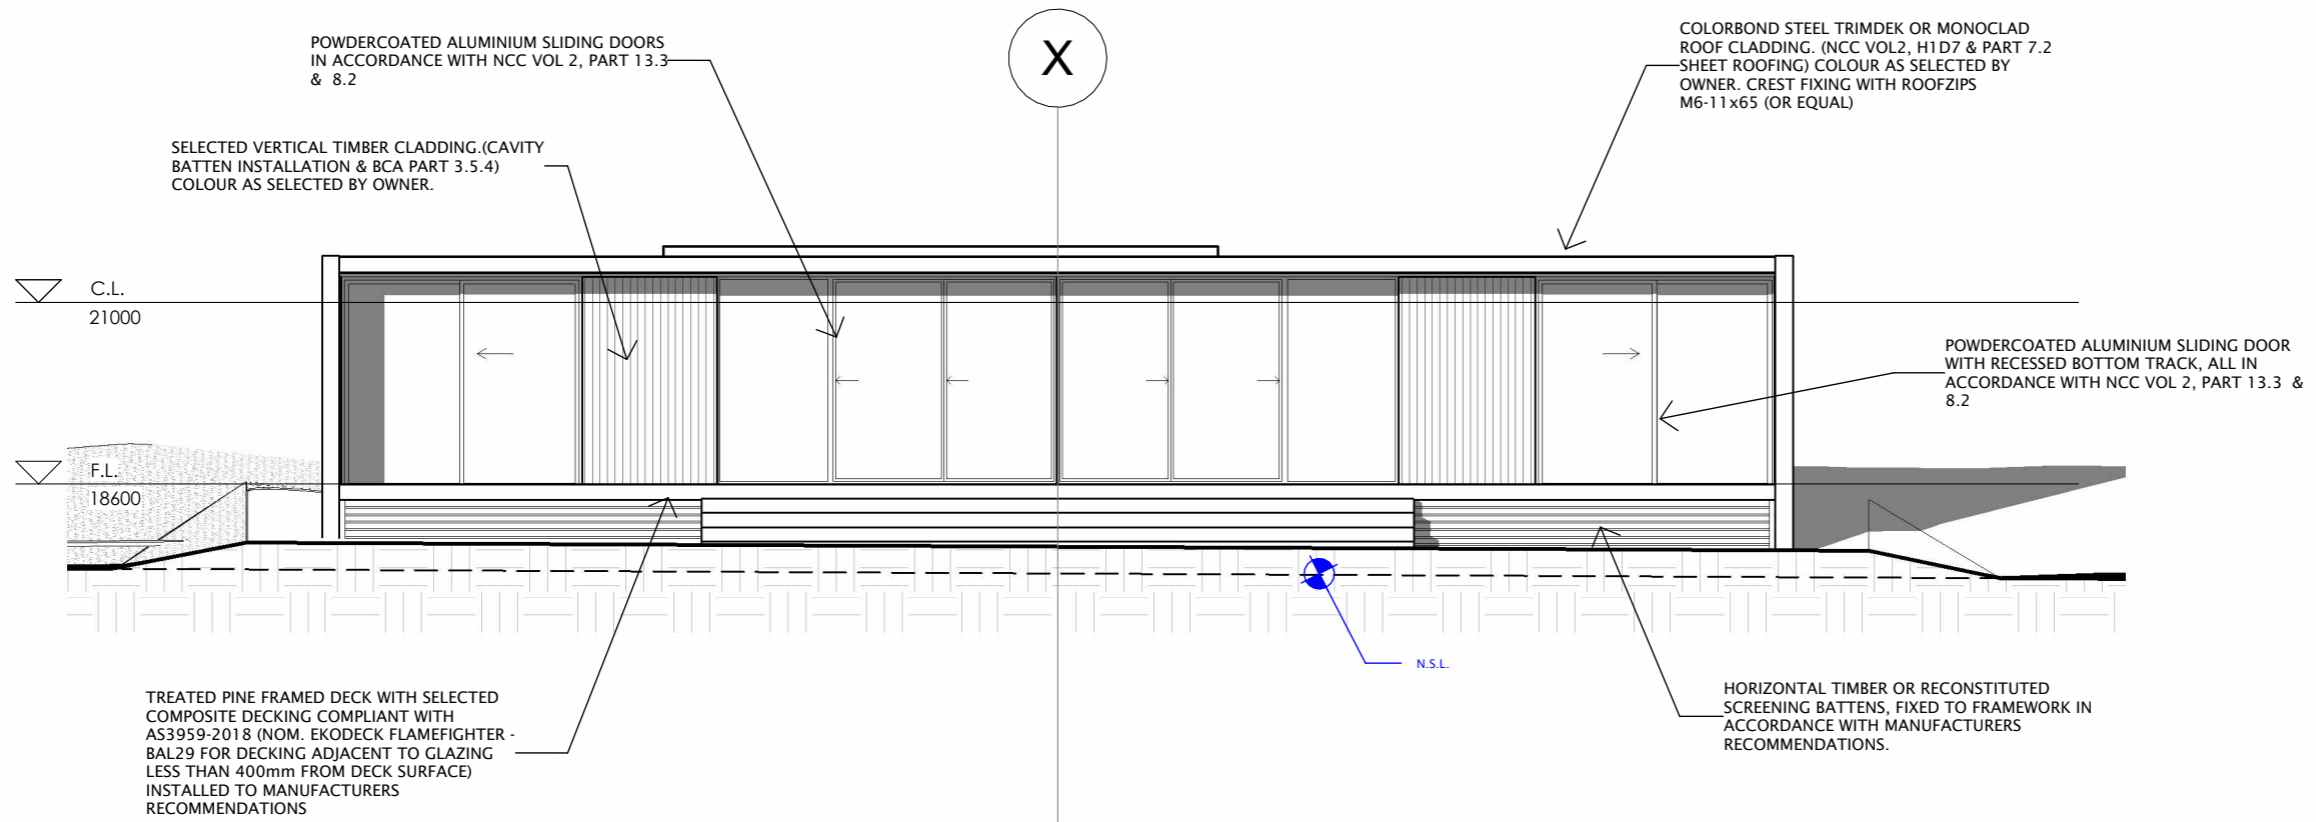 POWDERCOATED ALUMINIUM SLIDING DOORS
IN ACCORDANCE WITH NCC VOL 2, PART 13.3
& 8.2
X
COLORBOND STEEL TRIMDEK OR MONOCLAD
ROOF CLADDING. (NCC VOL2, H1D7 & PART 7.2
SHEET ROOFING) COLOUR AS SELECTED BY
OWNER. CREST FIXING WITH ROOFZIPS
M6-11x65 (OR EQUAL)
SELECTED VERTICAL TIMBER CLADDING.(CAVITY
BATTEN INSTALLATION & BCA PART 3.5.4)
COLOUR AS SELECTED BY OWNER.
C.L.
21000
POWDERCOATED ALUMINIUM SLIDING DOOR
WITH RECESSED BOTTOM TRACK, ALL IN
ACCORDANCE WITH NCC VOL 2, PART 13.3 &
8.2
F.L.
18600
N.S.L.
TREATED PINE FRAMED DECK WITH SELECTED
COMPOSITE DECKING COMPLIANT WITH
AS3959-2018 (NOM. EKODECK FLAMEFIGHTER -
BAL29 FOR DECKING ADJACENT TO GLAZING
LESS THAN 400mm FROM DECK SURFACE)
INSTALLED TO MANUFACTURERS
RECOMMENDATIONS
HORIZONTAL TIMBER OR RECONSTITUTED
SCREENING BATTENS, FIXED TO FRAMEWORK IN
ACCORDANCE WITH MANUFACTURERS
RECOMMENDATIONS.